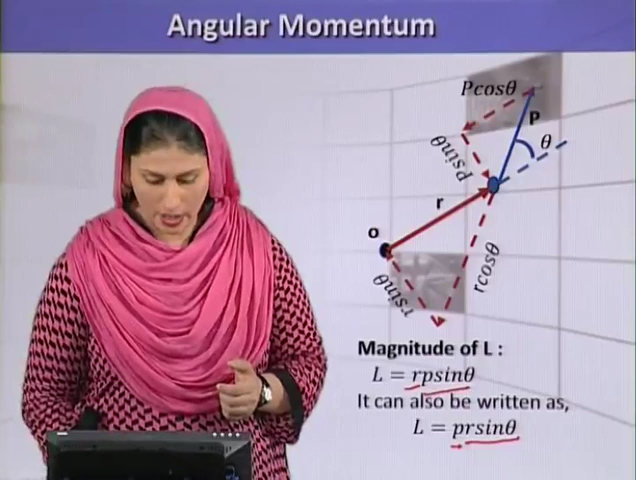 Angular Momentum
Pcosθ
P
θ
psinθ
r
o
rcosθ
rsinθ
Magnitude of L :
L = rpsinθ
It can also be written as,
L = prsinθ